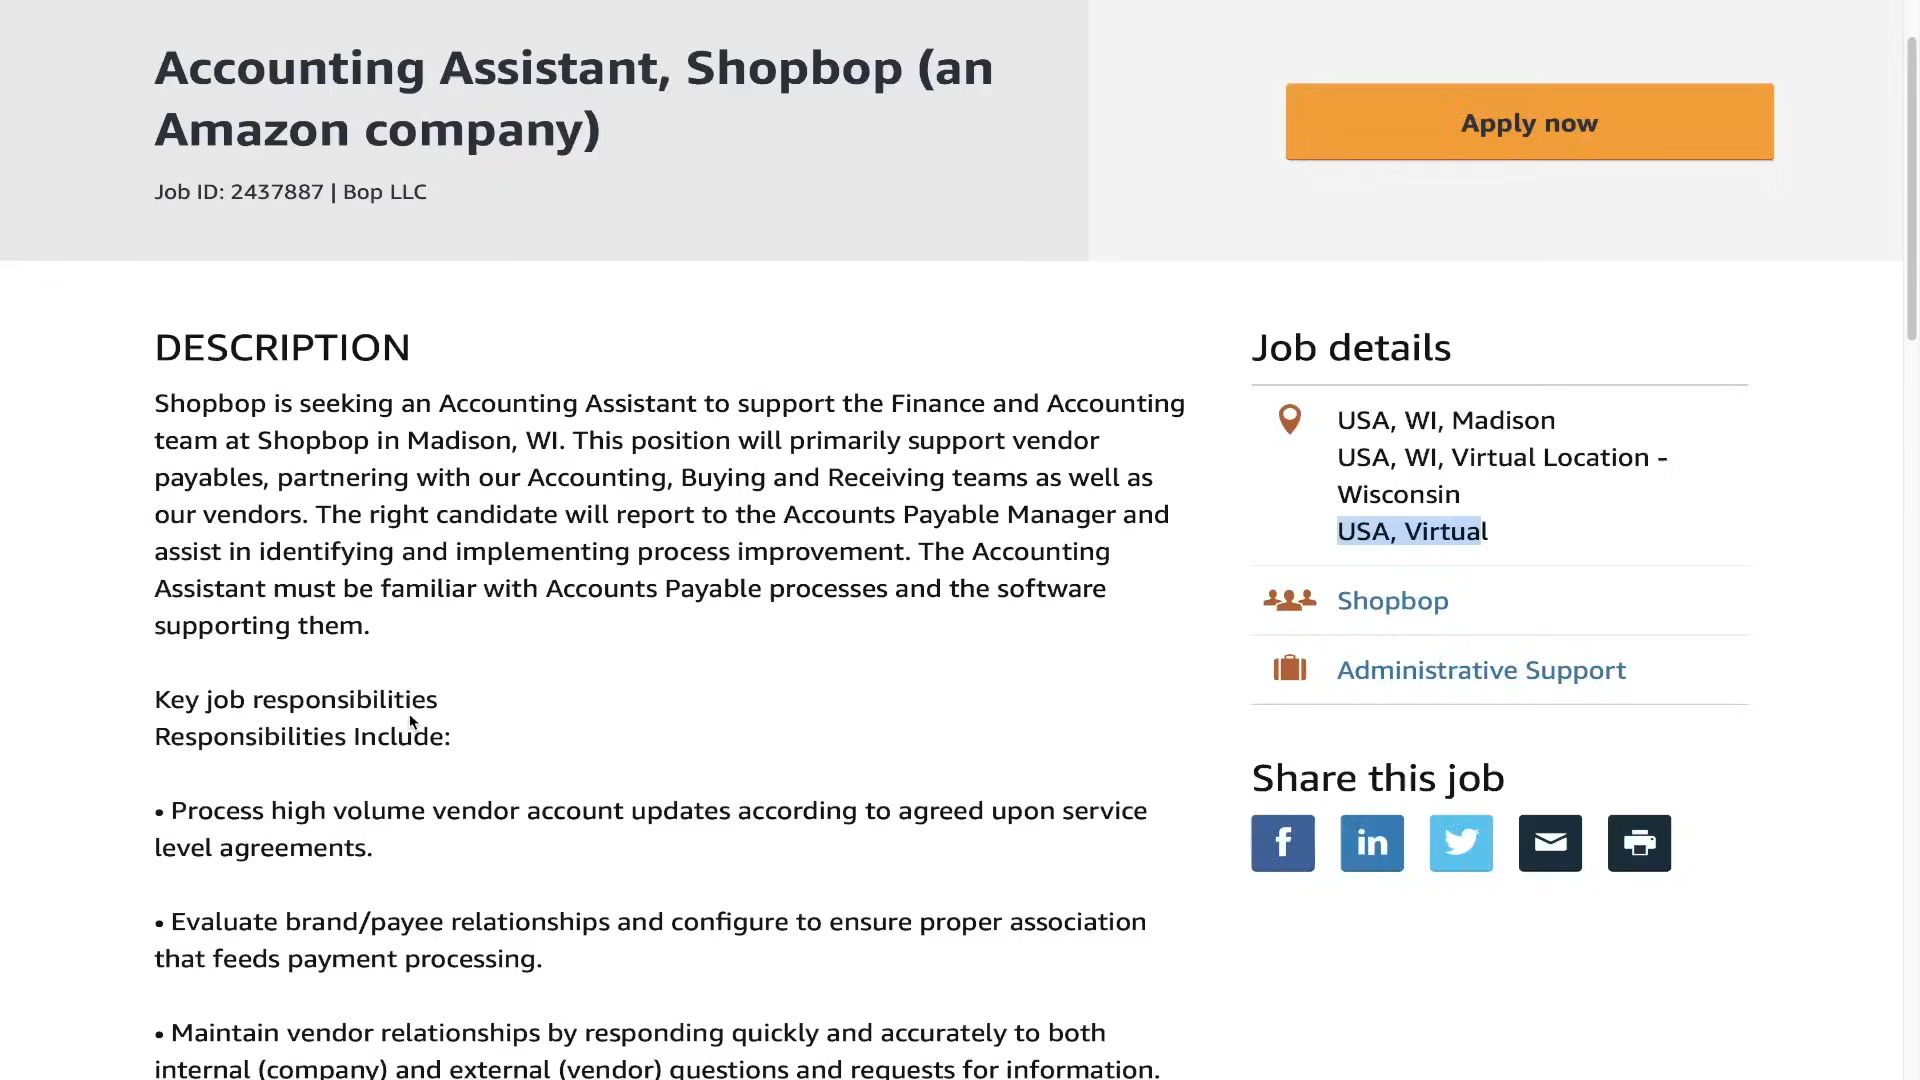 Accounting Assistant, Shopbop (an
Amazon company)
Job ID: 2437887 | Bop LLC
Apply now
DESCRIPTION
Shopbop is seeking an Accounting Assistant to support the Finance and Accounting
team at Shopbop in Madison, WI. This position will primarily support vendor
payables, partnering with our Accounting, Buying and Receiving teams as well as
our vendors. The right candidate will report to the Accounts Payable Manager and
assist in identifying and implementing process improvement. The Accounting
Assistant must be familiar with Accounts Payable processes and the software
supporting them.
Key job responsibilities
Responsibilities Include:
• Process high volume vendor account updates according to agreed upon service
level agreements.
• Evaluate brand/payee relationships and configure to ensure proper association
that feeds payment processing.
• Maintain vendor relationships by responding quickly and accurately to both
internal (company) and external (vendor) questions and requests for information.
Job details
USA, WI, Madison
USA, WI, Virtual Location -
Wisconsin
USA, Virtual
Shopbop
Administrative Support
Share this job